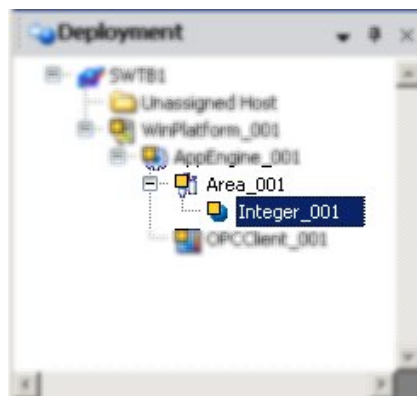 Deployment
SWTB1
Unassigned Host
WinPlatform_001
AppEngine_001
Area_001
Integer_001
OPCClient_001